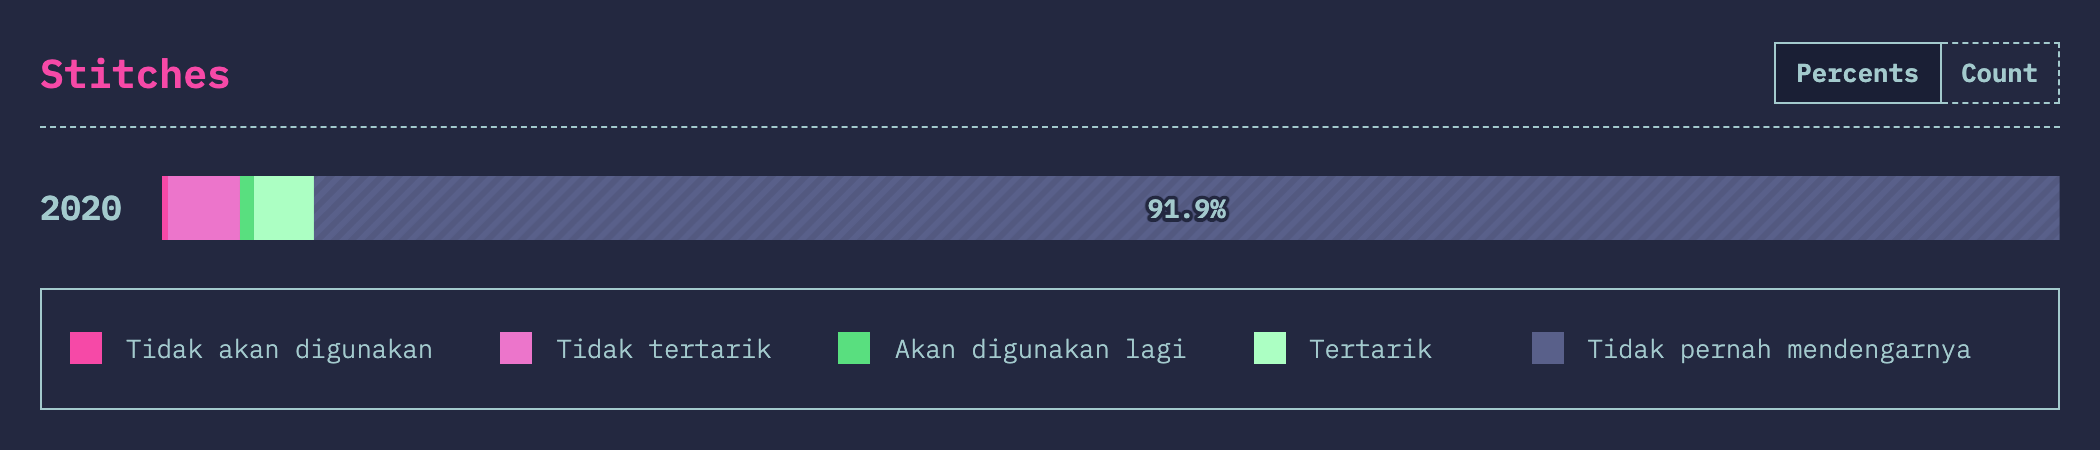 Stitches
Percents Count
2020 91.9%
Tidak akan digunakan Tidak tertarik Akan digunakan lagi Tertarik Tidak pernah mendengarnya